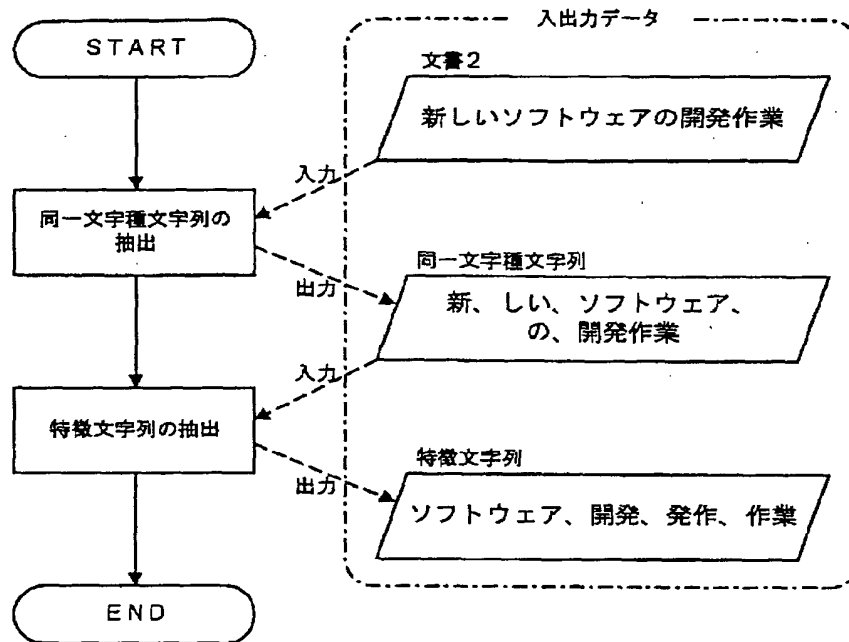 START
入出力データ
文書2
新しいソフトウェアの開発作業
入力
同一文字種文字列の
抽出
出力
同一文字種文字列
新、しい、ソフトウェア、
の、開発作業
入力
特徴文字列の抽出
出力
特徴文字列
ソフトウェア、開発、発作、作業
END